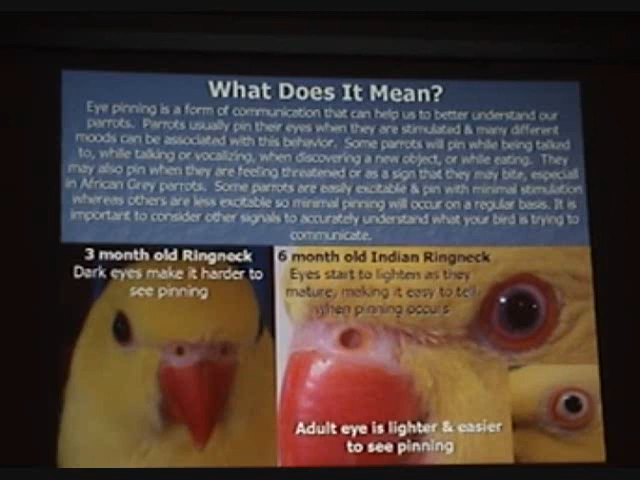 What Does It Mean?
Eye pinning is a form of communication that can help us to better understand our
parrots. Parrots usually pin their eyes when they are stimulated & many different
moods can be associated with this behavior. Some parrots will pin while being talked
to, while talking or vocalizing, when discovering a new object, or while eating. They
may also pin when they are feeling threatened or as a sign that they may bite, especial
in African Grey parrots. Some parrots are easily excitable & pin with minimal stimulation
whereas others are less excitable so minimal pinning will occur on a regular basis. It is
important to consider other signals to accurately understand what your bird is trying to
communicate.
3 month old Ringneck
Dark eyes make it harder to
see pinning
6 month old Indian Ringneck
Eyes start to lighten as they
mature, making it easy to tell
when pinning occurs
Adult eye is lighter & easier
to see pinning